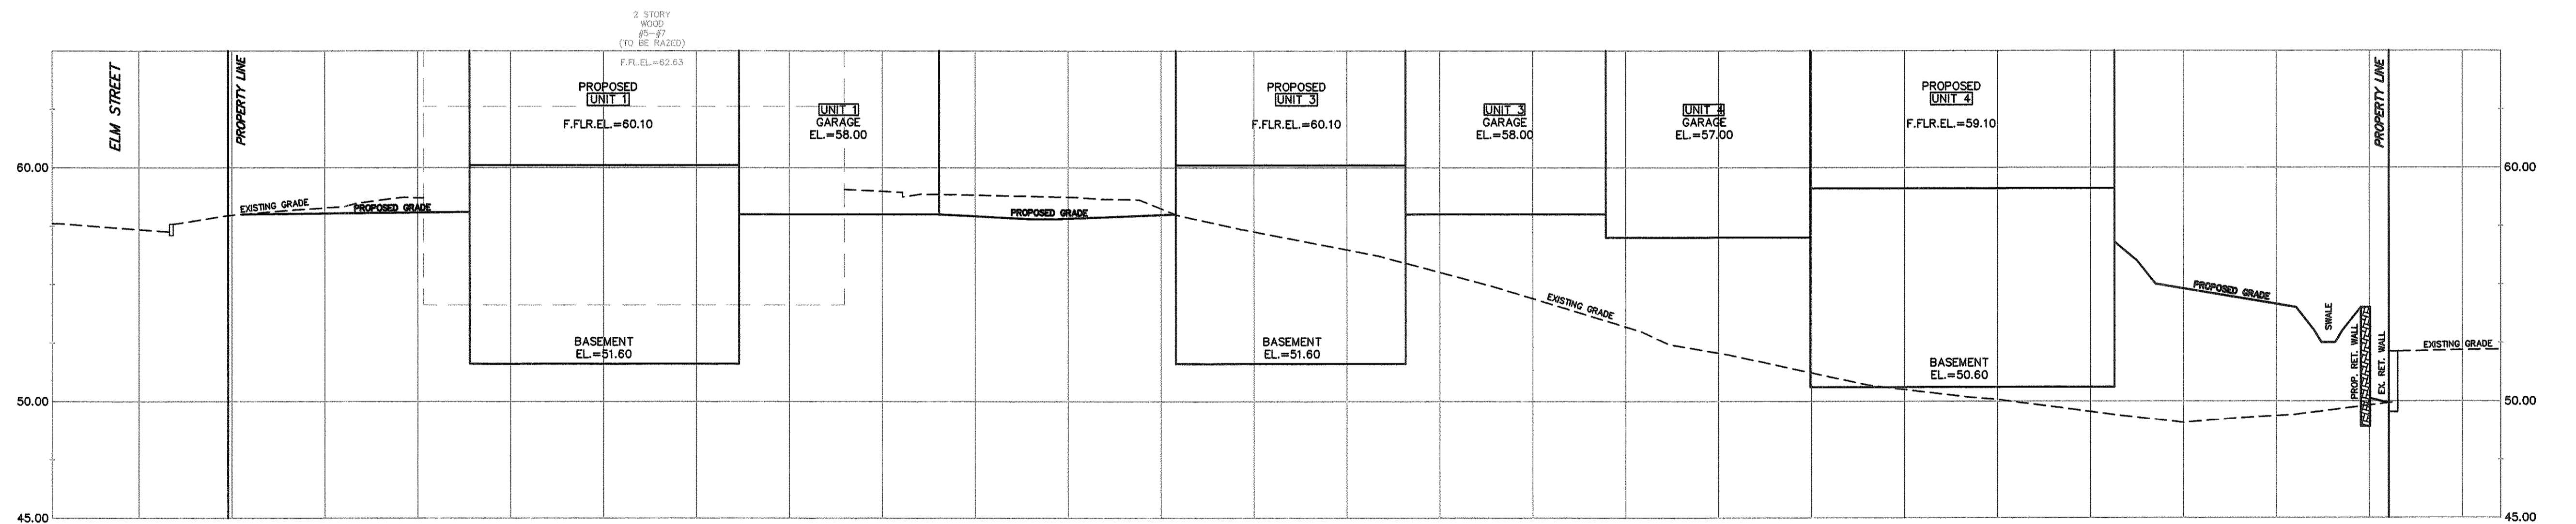 2 STORY
WOOD
#5-#7
(TO BE RAZED)
F.FL.EL.=62.63
ELM STREET
PROPERTY LINE
PROPOSED
UNIT 1
F.FLR.EL.=60.10
UNIT 1
GARAGE
EL.=58.00
PROPOSED
UNIT 3
F.FLR.EL.=60.10
UNIT 3
GARAGE
EL.=58.00
UNIT 4
GARAGE
EL.=57.00
PROPOSED
UNIT 4
F.FLR.EL.=59.10
PROPERTY LINE
60.00
60.00
EXISTING GRADE
PROPOSED GRADE
PROPOSED GRADE
EXISTING GRADE
PROPOSED GRADE
SWALE
PROP. RET. WALL
EX. RET. WALL
EXISTING GRADE
BASEMENT
EL.=51.60
BASEMENT
EL.=51.60
BASEMENT
EL.=50.60
50.00
50.00
45.00
45.00